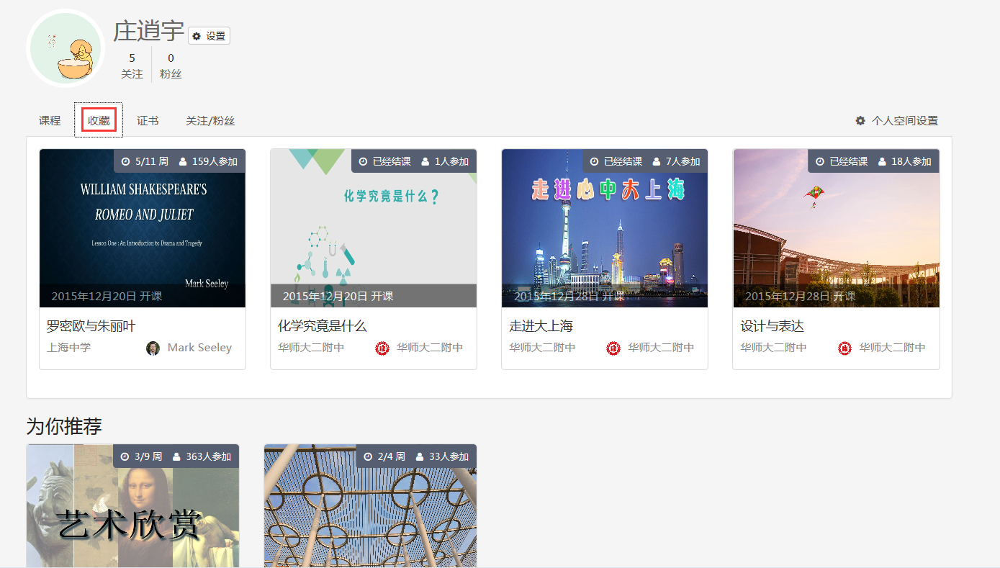 庄逍宇 设置
5 0
关注 粉丝
课程 收藏 证书 关注/粉丝 个人空间设置
5/11 周 159人参加
WILLIAM SHAKESPEARE'S
ROMEO AND JULIET
Lesson One : An Introduction to Drama and Tragedy
Mark Seeley
2015年12月20日 开课
罗密欧与朱丽叶
上海中学 Mark Seeley
已经结课 1人参加
化学究竟是什么？
2015年12月20日 开课
化学究竟是什么
华师大二附中 华师大二附中
已经结课 7人参加
走进心中大上海
2015年12月28日 开课
走进大上海
华师大二附中 华师大二附中
已经结课 18人参加
2015年12月28日 开课
设计与表达
华师大二附中 华师大二附中
为你推荐
3/9 周 363人参加
艺术欣赏
2/4 周 33人参加